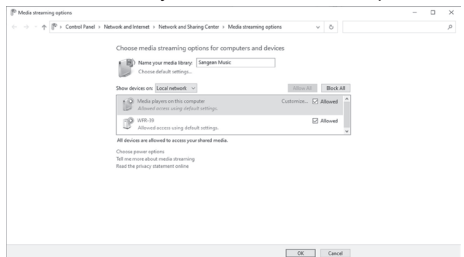 Media streaming options
Control Panel > Network and Internet > Network and Sharing Center > Media streaming options
Choose media streaming options for computers and devices
Name your media library: Sangean Music
Choose default settings...
Show devices on: Local network
Allow All
Block All
Media players on this computer
Customize... Allowed
Allowed access using default settings.
WFR-39
Allowed
Allowed access using default settings.
All devices are allowed to access your shared media.
Choose power options
Tell me more about media streaming
Read the privacy statement online
OK
Cancel